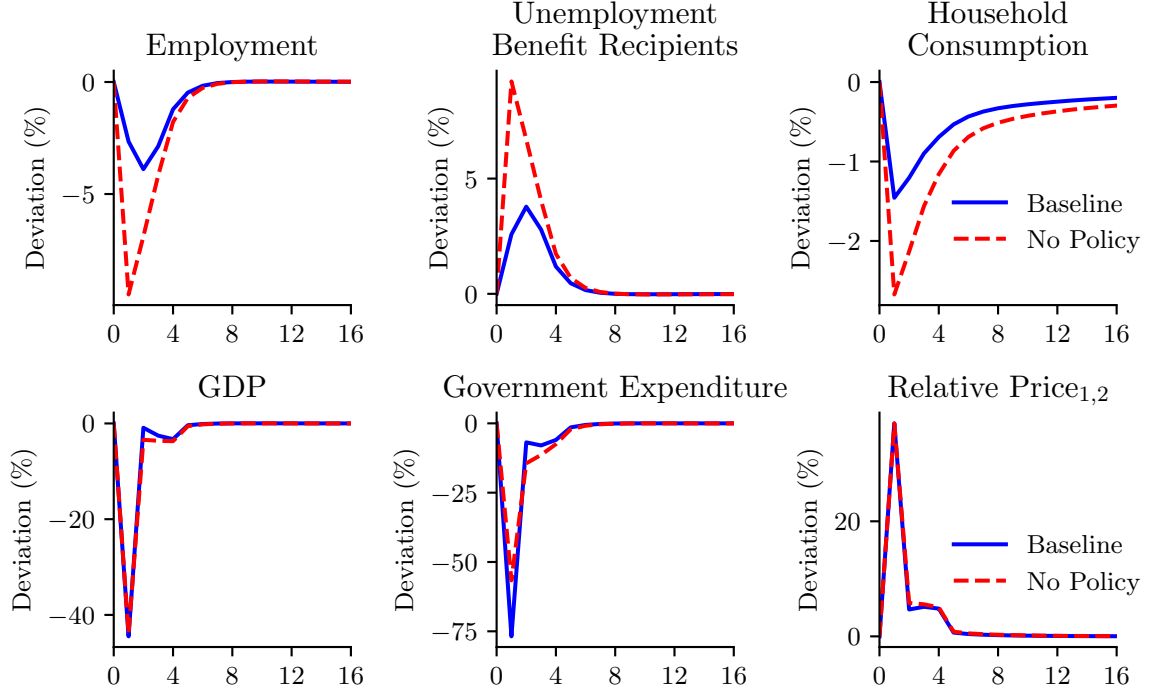 Employment
Deviation (%)
0
−5
0 4 8 12 16
Unemployment
Benefit Recipients
Deviation (%)
5
0
0 4 8 12 16
Household
Consumption
Deviation (%)
0
−1
−2
Baseline
No Policy
0 4 8 12 16
GDP
Deviation (%)
0
−20
−40
0 4 8 12 16
Government Expenditure
Deviation (%)
0
−25
−50
−75
0 4 8 12 16
Relative Price₁,₂
Deviation (%)
20
0
Baseline
No Policy
0 4 8 12 16